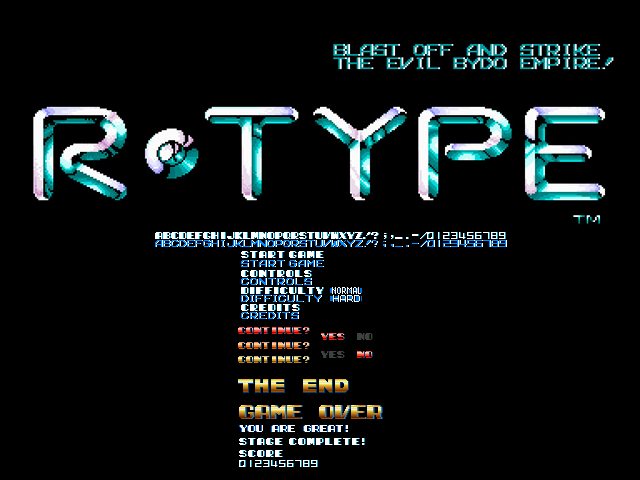 BLAST OFF AND STRIKE
THE EVIL BYDO EMPIRE!
R@TYPE
TM
ABCDEFGHIJKLMNOPQRSTUVWXYZ!?;:,_.-/0123456789
ABCDEFGHIJKLMNOPQRSTUVWXYZ!?;:,_.-/0123456789
START GAME
START GAME
CONTROLS
CONTROLS
DIFFICULTY (NORMAL)
DIFFICULTY (HARD)
CREDITS
CREDITS
CONTINUE? YES NO
CONTINUE?
CONTINUE? YES NO
THE END
GAME OVER
YOU ARE GREAT!
STAGE COMPLETE!
SCORE
0123456789